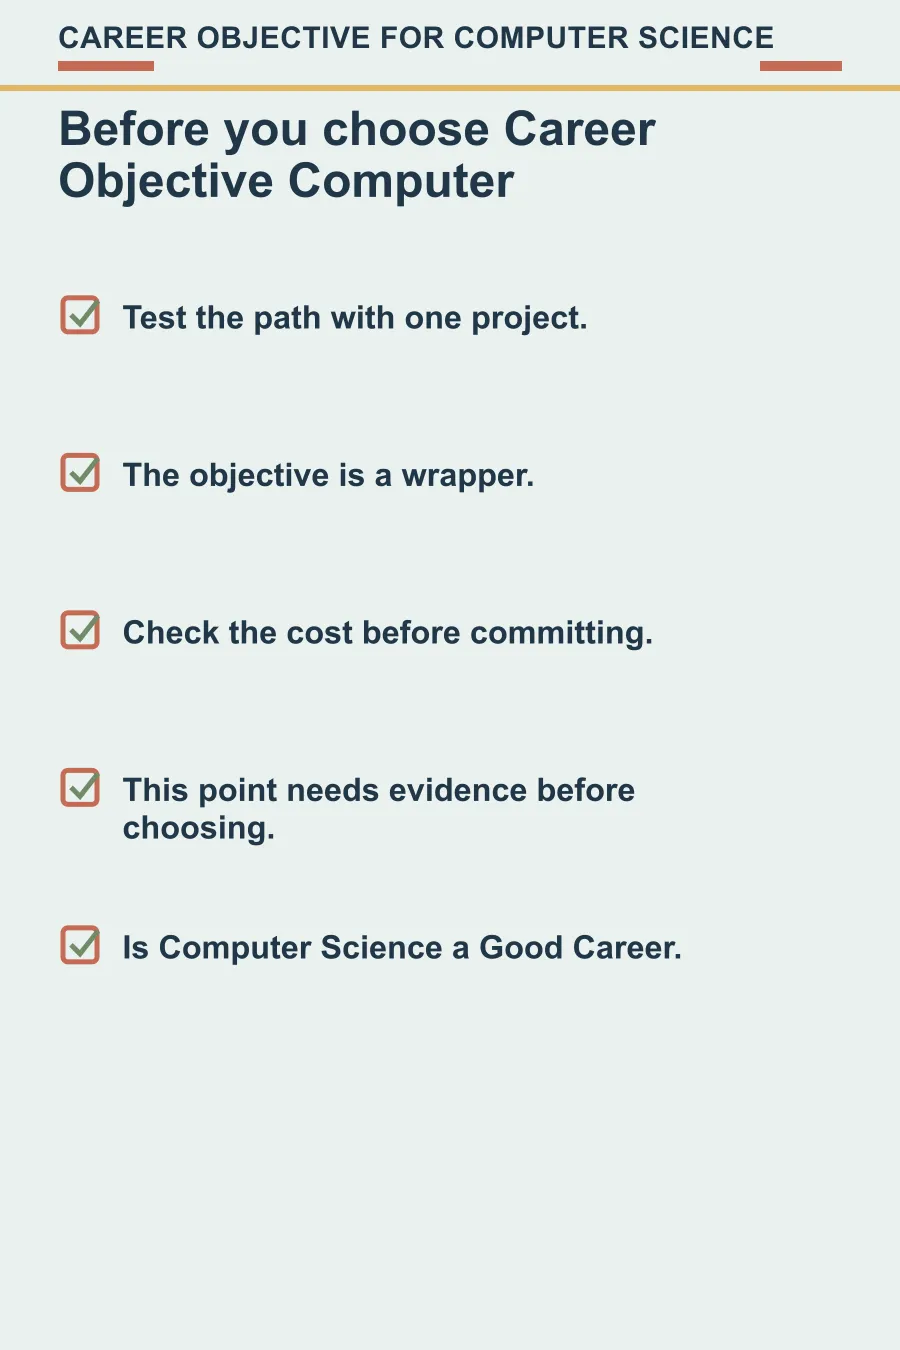 CAREER OBJECTIVE FOR COMPUTER SCIENCE
Before you choose Career
Objective Computer
Test the path with one project.
The objective is a wrapper.
Check the cost before committing.
This point needs evidence before
choosing.
Is Computer Science a Good Career.